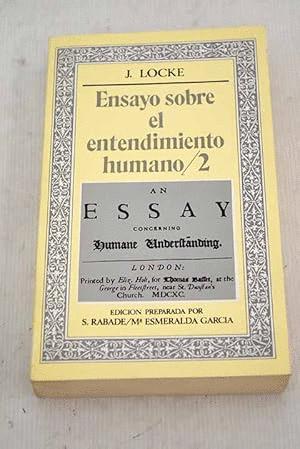 J. LOCKE
Ensayo sobre
el
entendimiento
humano/2
AN
ESSAY
CONCERNING
Humane Understanding.
LONDON:
Printed by Eliz. Holt, for Thomas Basset, at the
George in Fleetstreet, near St. Dunstan's
Church. MDCXC.
EDICION PREPARADA POR
S. RABADE/Mª ESMERALDA GARCIA